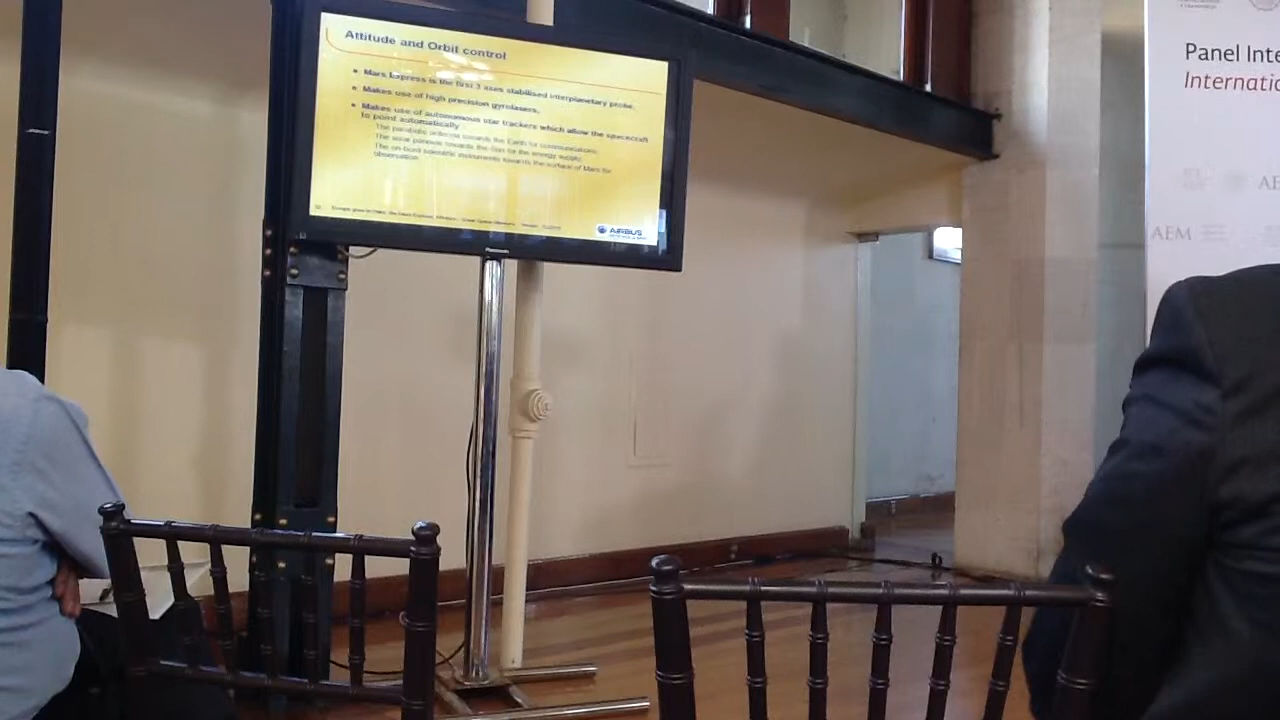 Attitude and Orbit control
Mars Express is the first 3 axes stabilised interplanetary probe.
Makes use of high precision gyrolasers.
Makes use of autonomous star trackers which allow the spacecraft
to point automatically
The parabolic antenna towards the Earth for communications
The solar panels towards the Sun for the energy supply
The on-bord scientific instruments towards the surface of Mars for
observation
AIRBUS
Panasonic
Panel Inte
Internatio
AE
AEM